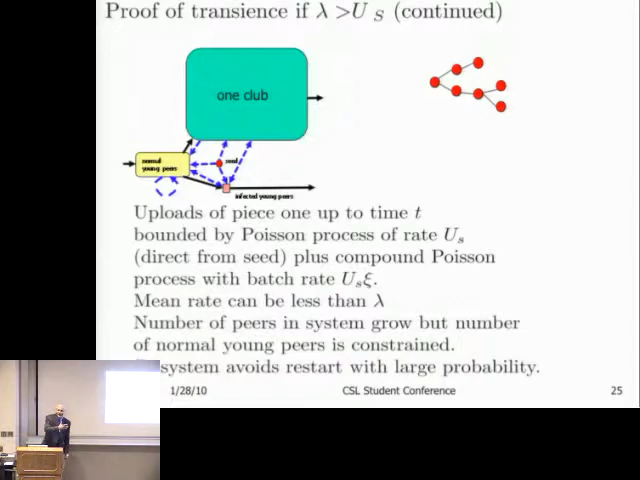 Proof of transience if λ >U S (continued)
one club
normal
young peers
seed
infected young peers
Uploads of piece one up to time t
bounded by Poisson process of rate Us
(direct from seed) plus compound Poisson
process with batch rate Usξ.
Mean rate can be less than λ
Number of peers in system grow but number
of normal young peers is constrained.
system avoids restart with large probability.
1/28/10
CSL Student Conference
25